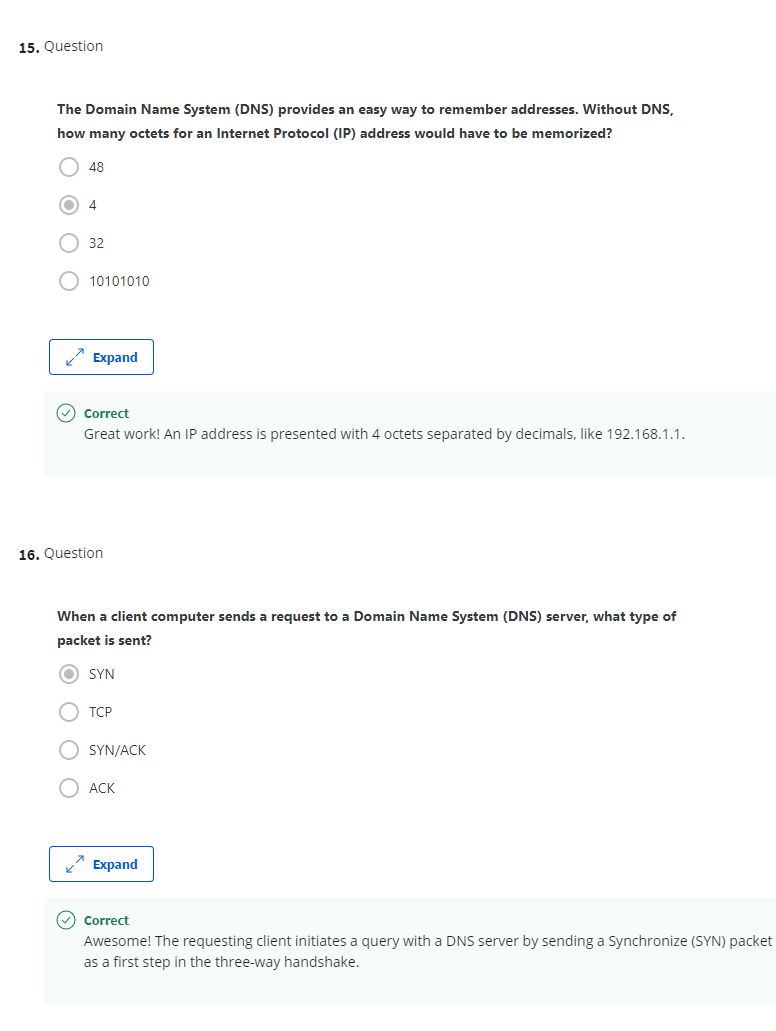 15. Question
The Domain Name System (DNS) provides an easy way to remember addresses. Without DNS,
how many octets for an Internet Protocol (IP) address would have to be memorized?
48
4
32
10101010
Expand
Correct
Great work! An IP address is presented with 4 octets separated by decimals, like 192.168.1.1.
16. Question
When a client computer sends a request to a Domain Name System (DNS) server, what type of
packet is sent?
SYN
TCP
SYN/ACK
ACK
Expand
Correct
Awesome! The requesting client initiates a query with a DNS server by sending a Synchronize (SYN) packet
as a first step in the three-way handshake.